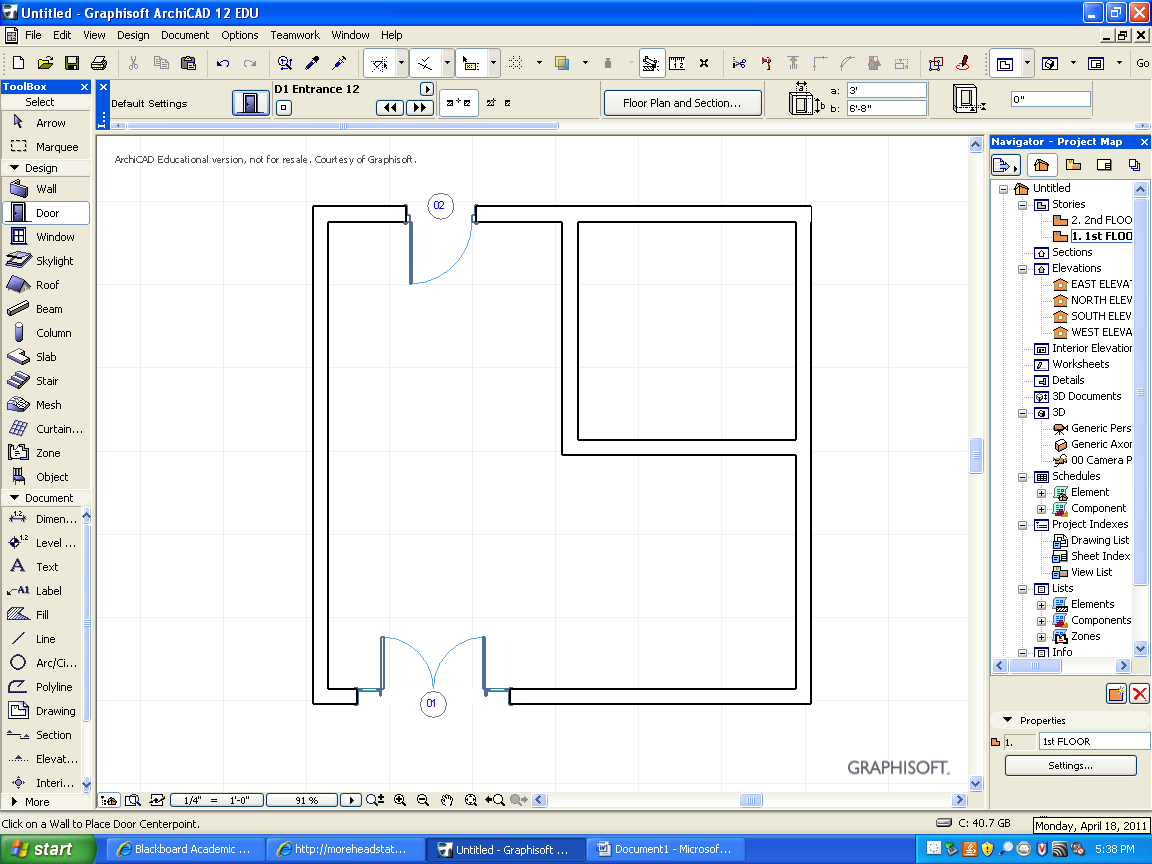 Untitled - Graphisoft ArchiCAD 12 EDU
File Edit View Design Document Options Teamwork Window Help
Go
ToolBox
Select
Arrow
Marquee
Design
Wall
Door
Window
Skylight
Roof
Beam
Column
Slab
Stair
Mesh
Curtain...
Zone
Object
Document
Dimen...
Level ...
Text
A1 Label
Fill
Line
Arc/Ci...
Polyline
Drawing
Section
Elevat...
Interi...
More
Default Settings
D1 Entrance 12
Floor Plan and Section...
a: 3'
b: 6'-8"
0"
ArchiCAD Educational version, not for resale. Courtesy of Graphisoft.
02
01
GRAPHISOFT.
1/4" = 1'-0"
91 %
Navigator - Project Map
Untitled
Stories
2. 2nd FLOO
1. 1st FLOO
Sections
Elevations
EAST ELEVA
NORTH ELEV
SOUTH ELEV
WEST ELEVA
Interior Elevation
Worksheets
Details
3D Documents
3D
Generic Pers
Generic Axon
00 Camera P
Schedules
Element
Component
Project Indexes
Drawing List
Sheet Index
View List
Lists
Elements
Components
Zones
Info
Properties
1. 1st FLOOR
Settings...
Click on a Wall to Place Door Centerpoint.
C: 40.7 GB
Monday, April 18, 2011
start
Blackboard Academic ...
http://moreheadstat...
Untitled - Graphisoft ...
Document1 - Microsof...
5:38 PM